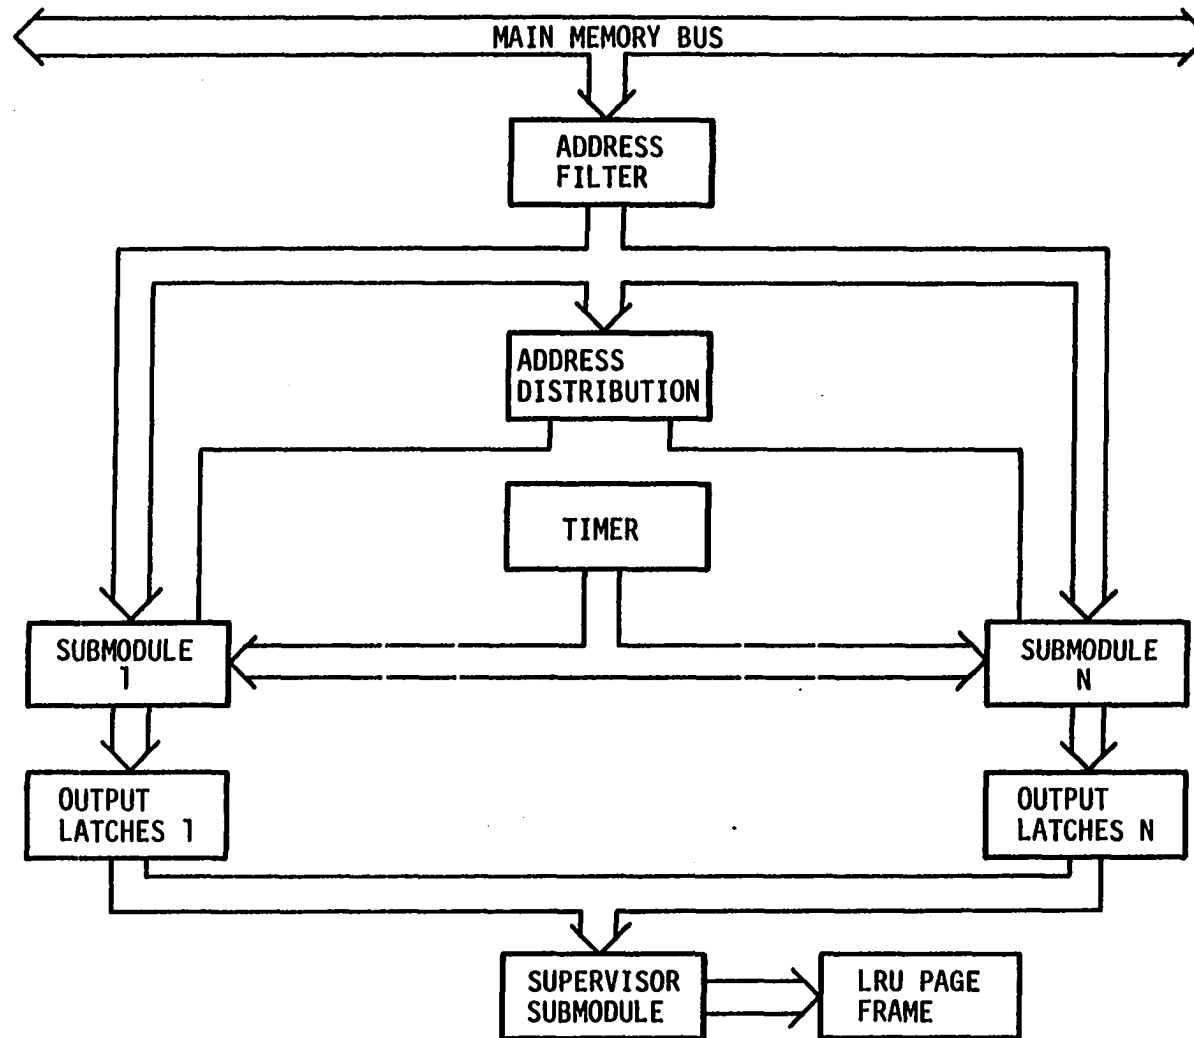 MAIN MEMORY BUS
ADDRESS
FILTER
ADDRESS
DISTRIBUTION
TIMER
SUBMODULE
1
SUBMODULE
N
OUTPUT
LATCHES 1
OUTPUT
LATCHES N
SUPERVISOR
SUBMODULE
LRU PAGE
FRAME